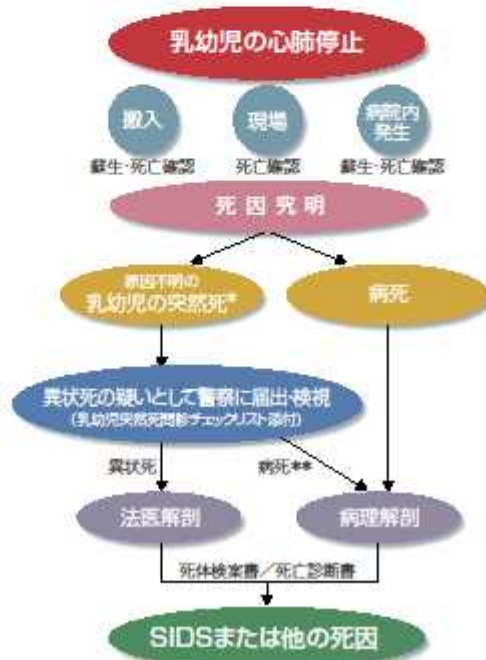 乳幼児の心肺停止
搬入
現場
病院内
発生
蘇生・死亡確認
死亡確認
蘇生・死亡確認
死因究明
原因不明の
乳幼児の突然死*
病死
異状死の疑いとして警察に届出・検視
(乳幼児突然死問診チェックリスト添付)
異状死
病死**
法医解剖
病理解剖
死体検案書／死亡診断書
SIDSまたは他の死因